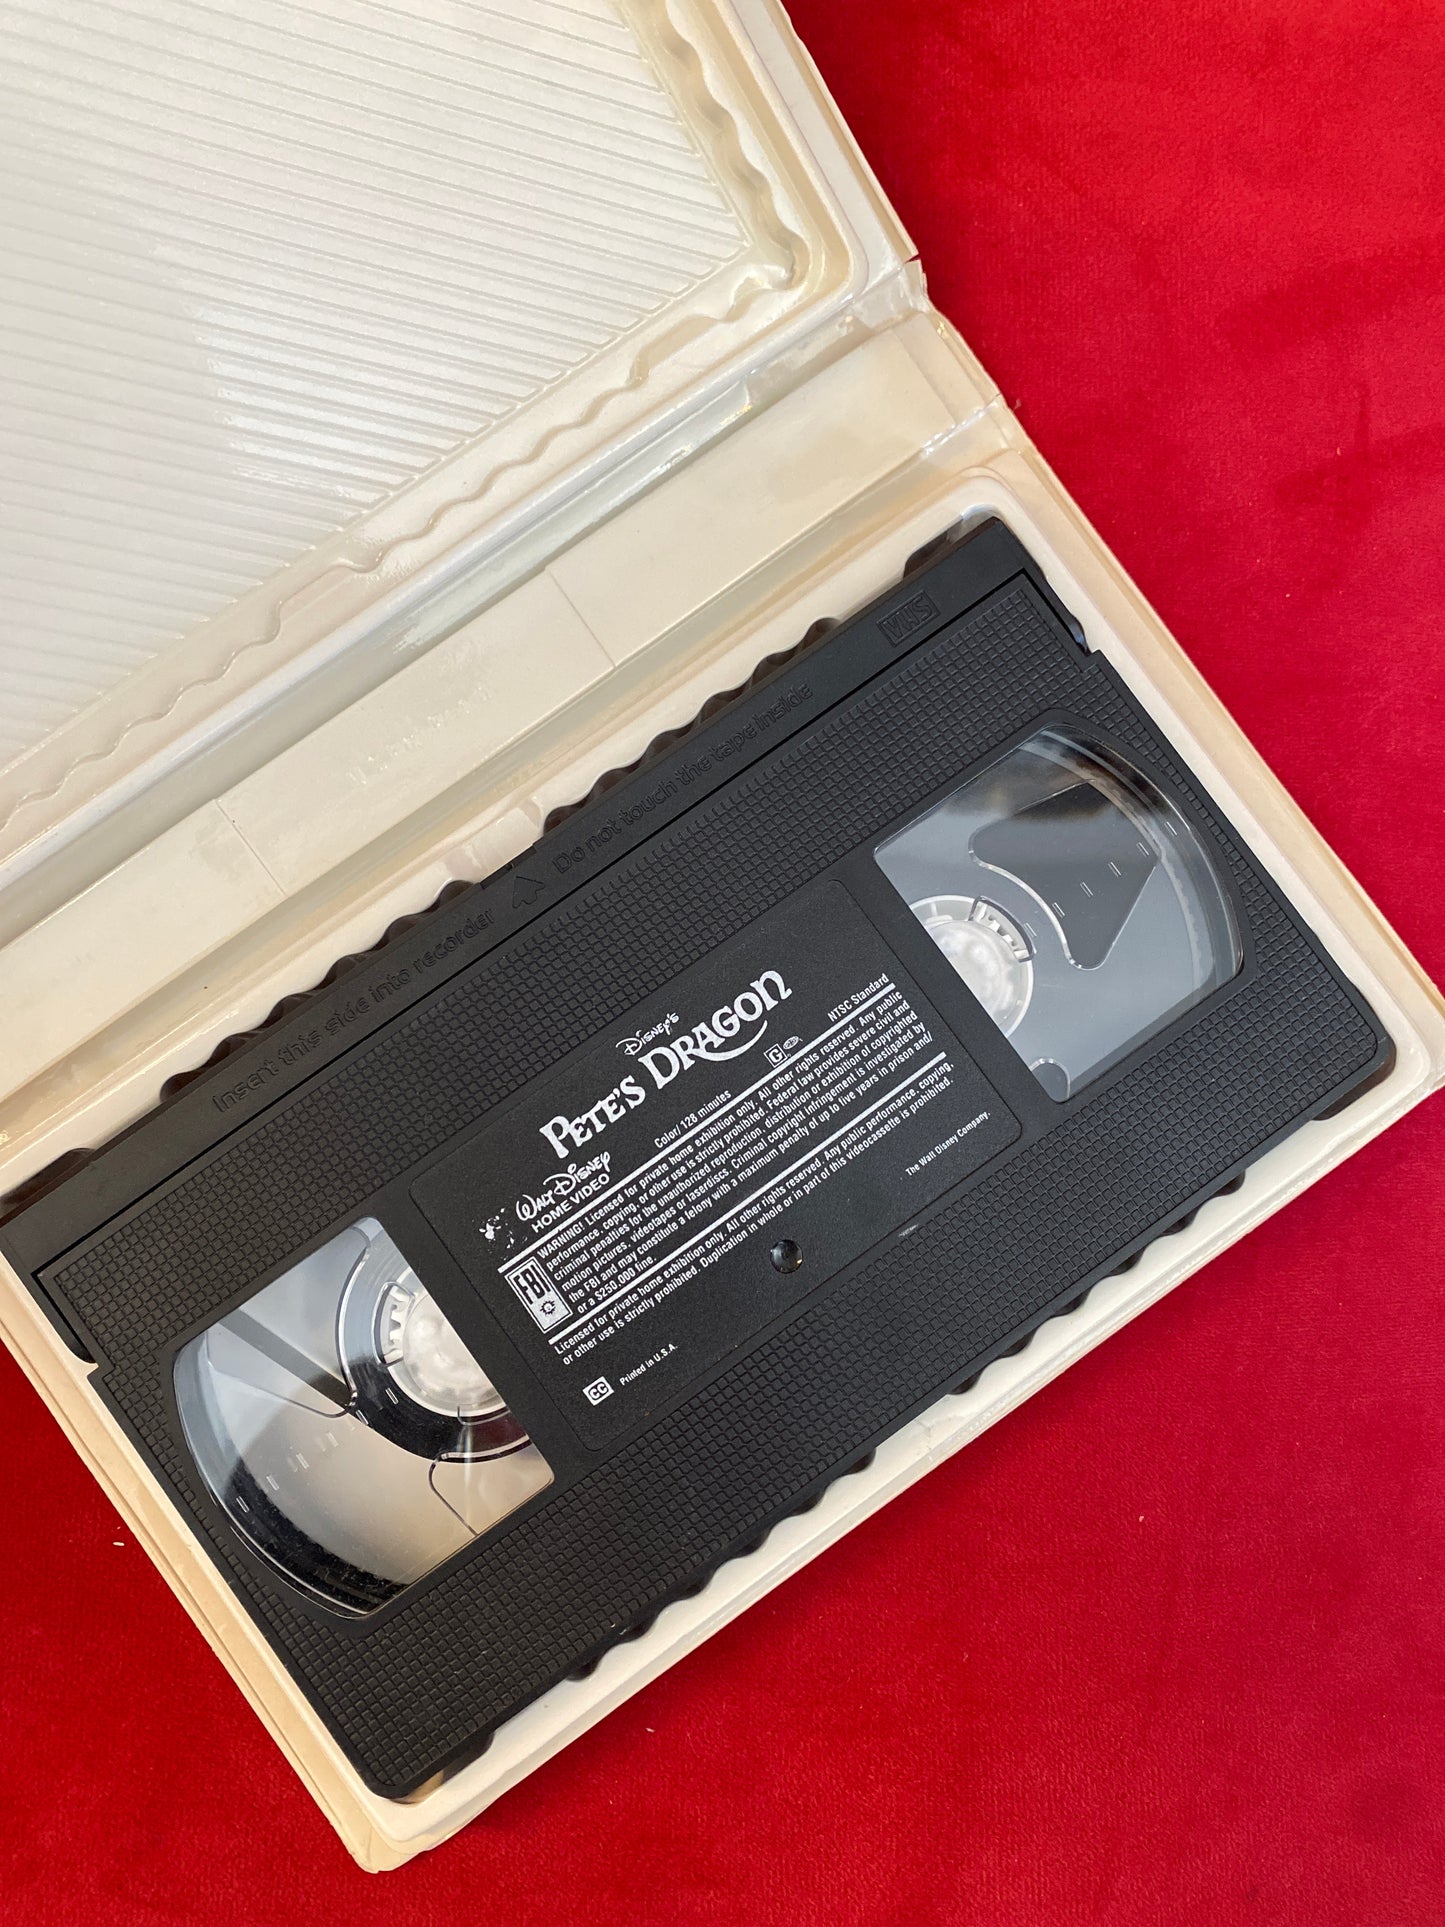 VHS
Insert this side into recorder
Do not touch the tape inside
Disney's
PETE'S DRAGON
Color/ 128 minutes
G
NTSC Standard
WALT DISNEY
HOME VIDEO
FBI
WARNING! Licensed for private home exhibition only. All other rights reserved. Any public
performance, copying, or other use is strictly prohibited. Federal law provides severe civil and
criminal penalties for the unauthorized reproduction, distribution or exhibition of copyrighted
motion pictures, videotapes or laserdiscs. Criminal copyright infringement is investigated by
the FBI and may constitute a felony with a maximum penalty of up to five years in prison and/
or a $250,000 fine.
Licensed for private home exhibition only. All other rights reserved. Any public performance, copying,
or other use is strictly prohibited. Duplication in whole or in part of this videocassette is prohibited.
CC
Printed in U.S.A.
The Walt Disney Company.